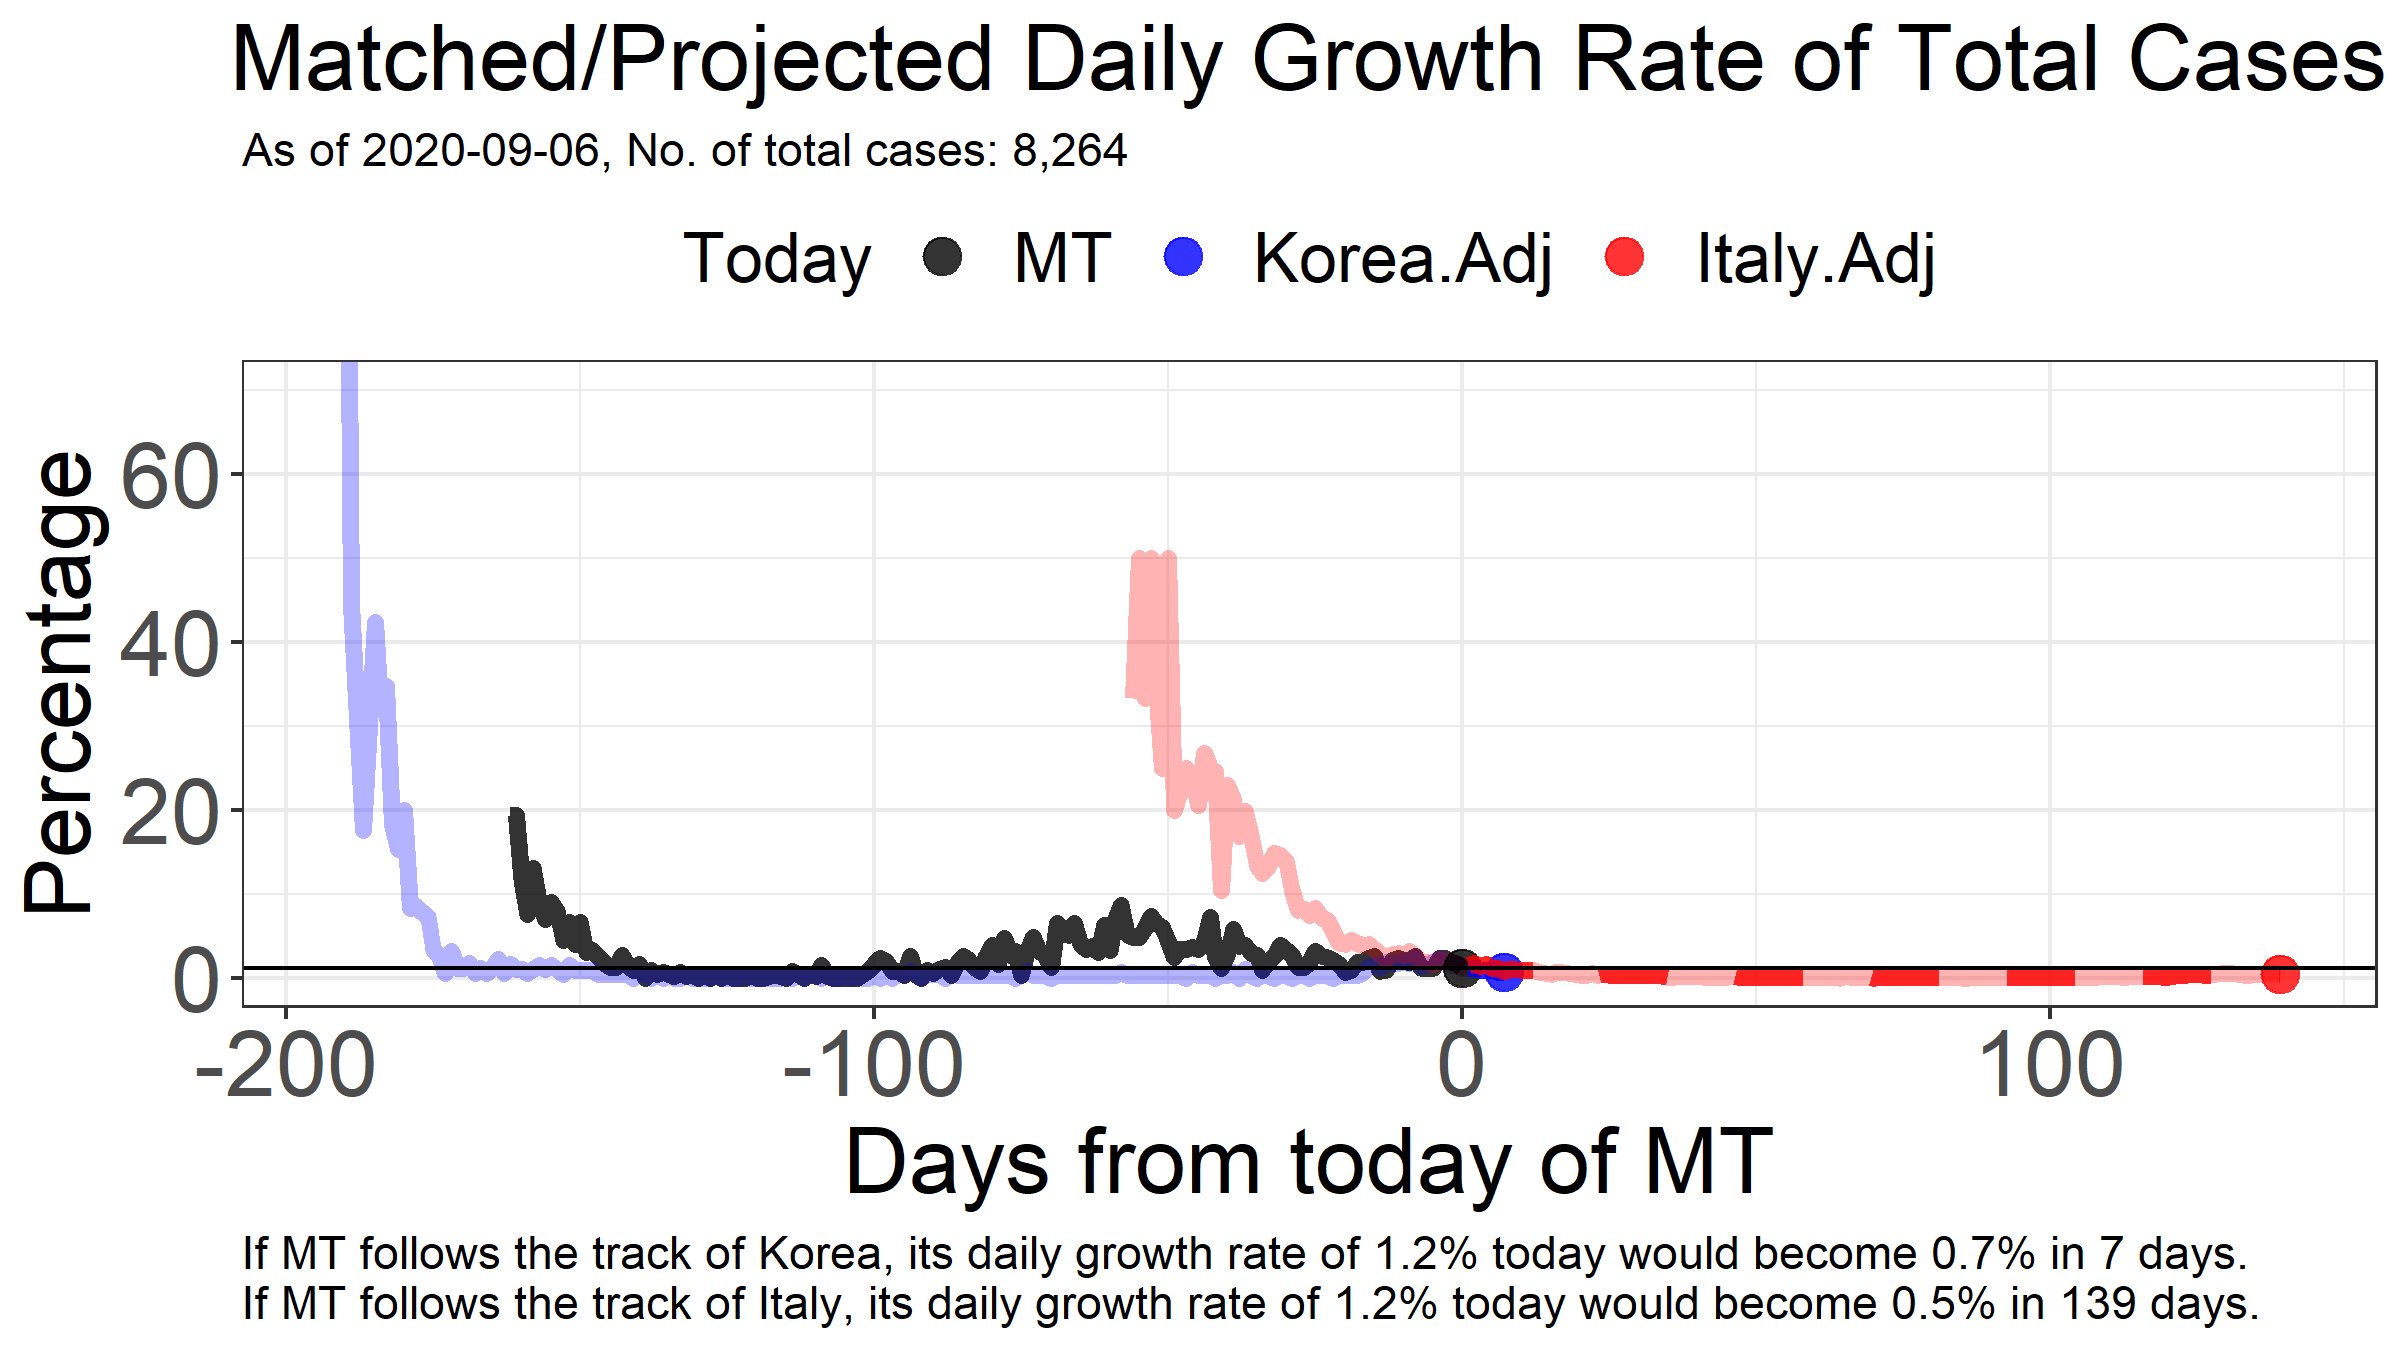 Matched/Projected Daily Growth Rate of Total Cases
As of 2020-09-06, No. of total cases: 8,264
Today MT Korea.Adj Italy.Adj
Percentage
60
40
20
0
-200 -100 0 100
Days from today of MT
If MT follows the track of Korea, its daily growth rate of 1.2% today would become 0.7% in 7 days.
If MT follows the track of Italy, its daily growth rate of 1.2% today would become 0.5% in 139 days.